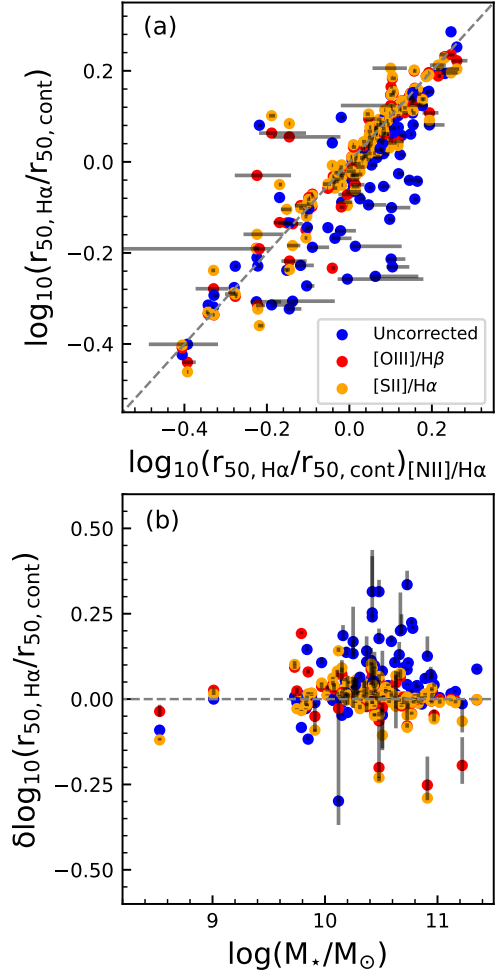 (a)
log₁₀(r₅₀, Hα/r₅₀, cont)
0.2
0.0
−0.2
−0.4
Uncorrected
[OIII]/Hβ
[SII]/Hα
−0.4 −0.2 0.0 0.2
log₁₀(r₅₀, Hα/r₅₀, cont)[NII]/Hα
(b)
δlog₁₀(r₅₀, Hα/r₅₀, cont)
0.50
0.25
0.00
−0.25
−0.50
9 10 11
log(M⋆/M⊙)